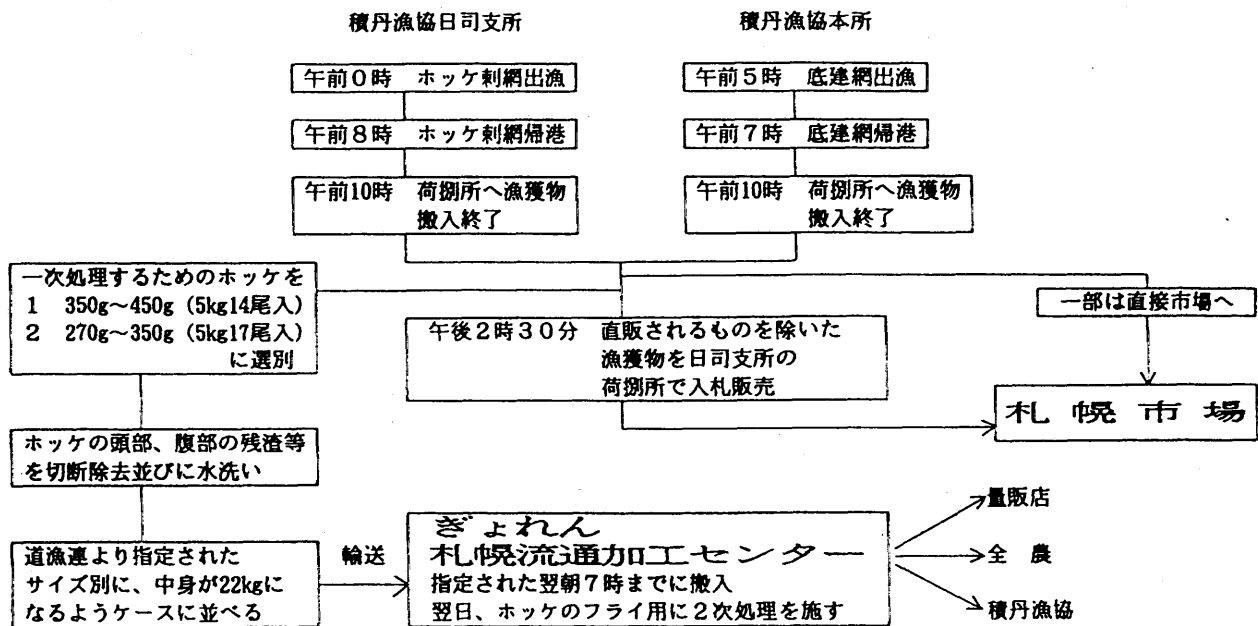 積丹漁協日司支所
積丹漁協本所
午前0時 ホッケ刺網出漁
午前5時 底建網出漁
午前8時 ホッケ刺網帰港
午前7時 底建網帰港
午前10時 荷捌所へ漁獲物
搬入終了
午前10時 荷捌所へ漁獲物
搬入終了
一次処理するためのホッケを
1 350g～450g (5kg14尾入)
2 270g～350g (5kg17尾入)
に選別
午後2時30分 直販されるものを除いた
漁獲物を日司支所の
荷捌所で入札販売
一部は直接市場へ
札幌市場
ホッケの頭部、腹部の残渣等
を切断除去並びに水洗い
道漁連より指定された
サイズ別に、中身が22kgに
なるようケースに並べる
輸送
ぎょれん
札幌流通加工センター
指定された翌朝7時までに搬入
翌日、ホッケのフライ用に2次処理を施す
量販店
全農
積丹漁協